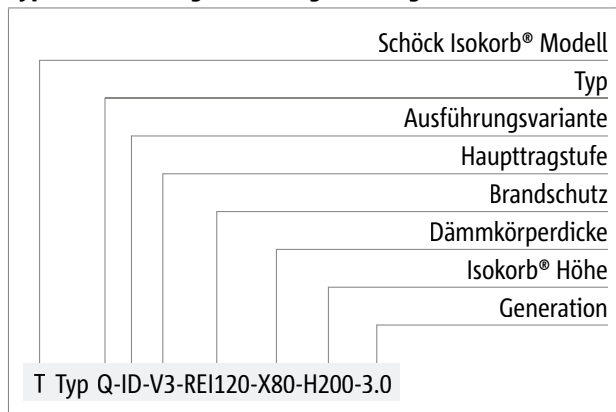 Schöck Isokorb® Modell
Typ
Ausführungsvariante
Haupttragstufe
Brandschutz
Dämmkörperdicke
Isokorb® Höhe
Generation
T Typ Q-ID-V3-REI120-X80-H200-3.0